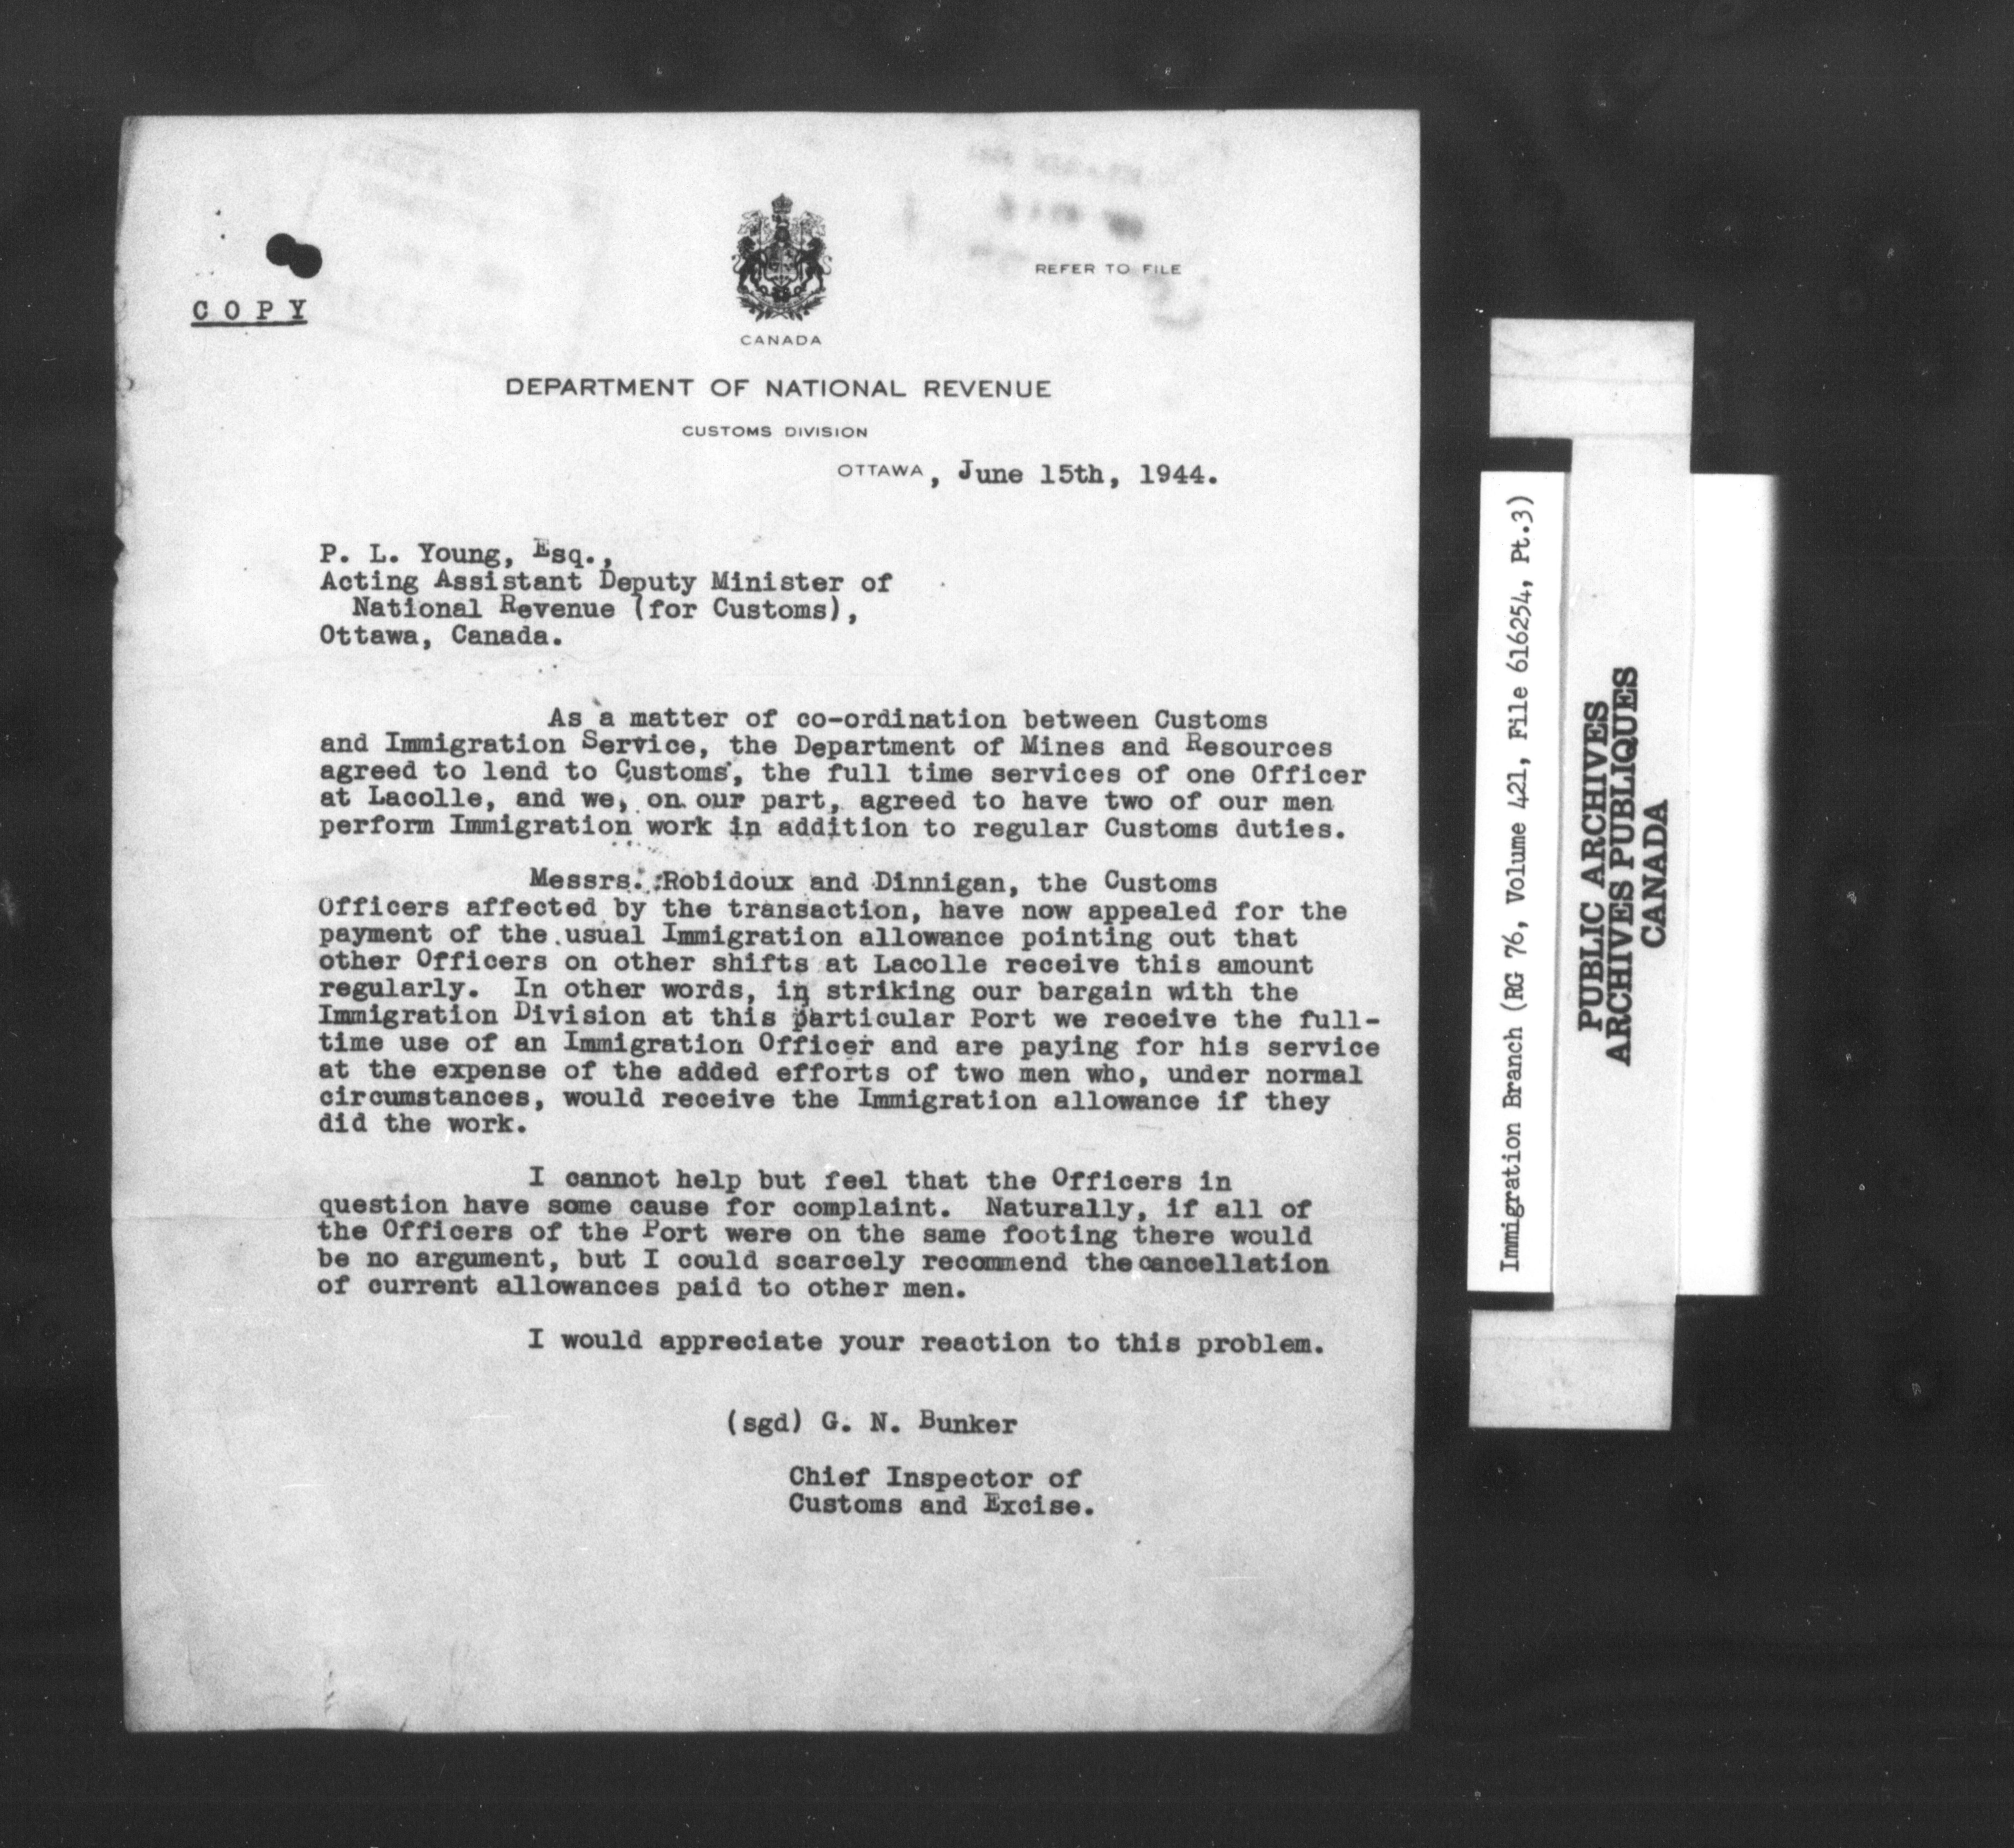 COPY
REFER TO FILE
CANADA
DEPARTMENT OF NATIONAL REVENUE
CUSTOMS DIVISION
OTTAWA, June 15th, 1944.
P. L. Young, Esq.,
Acting Assistant Deputy Minister of
National Revenue (for Customs),
Ottawa, Canada.
As a matter of co-ordination between Customs
and Immigration Service, the Department of Mines and Resources
agreed to lend to Customs, the full time services of one Officer
at Lacolle, and we, on our part, agreed to have two of our men
perform Immigration work in addition to regular Customs duties.
Messrs. Robidoux and Dinnigan, the Customs
Officers affected by the transaction, have now appealed for the
payment of the usual Immigration allowance pointing out that
other Officers on other shifts at Lacolle receive this amount
regularly. In other words, in striking our bargain with the
Immigration Division at this particular Port we receive the full-
time use of an Immigration Officer and are paying for his service
at the expense of the added efforts of two men who, under normal
circumstances, would receive the Immigration allowance if they
did the work.
I cannot help but feel that the Officers in
question have some cause for complaint. Naturally, if all of
the Officers of the Port were on the same footing there would
be no argument, but I could scarcely recommend the cancellation
of current allowances paid to other men.
I would appreciate your reaction to this problem.
(sgd) G. N. Bunker
Chief Inspector of
Customs and Excise.
Immigration Branch (RG 76, Volume 421, File 616254, Pt.3)
PUBLIC ARCHIVES
ARCHIVES PUBLIQUES
CANADA